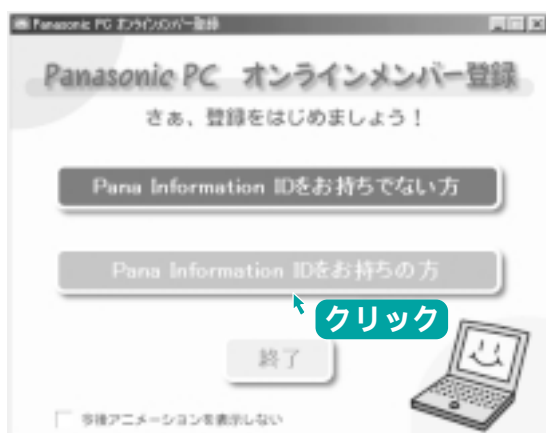 Panasonic PC オンラインメンバー登録
Panasonic PC オンラインメンバー登録
さぁ、登録をはじめましょう！
Pana Information IDをお持ちでない方
Pana Information IDをお持ちの方
クリック
終了
今後アニメーションを表示しない